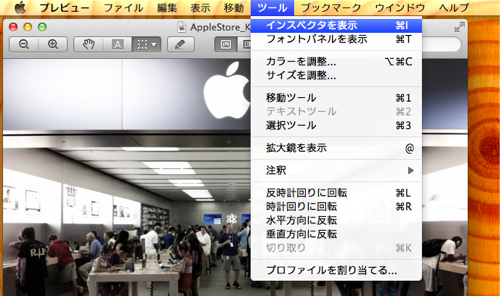 プレビュー ファイル 編集 表示 移動 ツール ブックマーク ウインドウ ヘルプ
AppleStore_K
インスペクタを表示 ⌘I
フォントパネルを表示 ⌘T
カラーを調整... ⌥⌘C
サイズを調整...
移動ツール ⌘1
テキストツール ⌘2
選択ツール ⌘3
拡大鏡を表示 @
注釈
反時計回りに回転 ⌘L
時計回りに回転 ⌘R
水平方向に反転
垂直方向に反転
切り取り ⌘K
プロファイルを割り当てる...